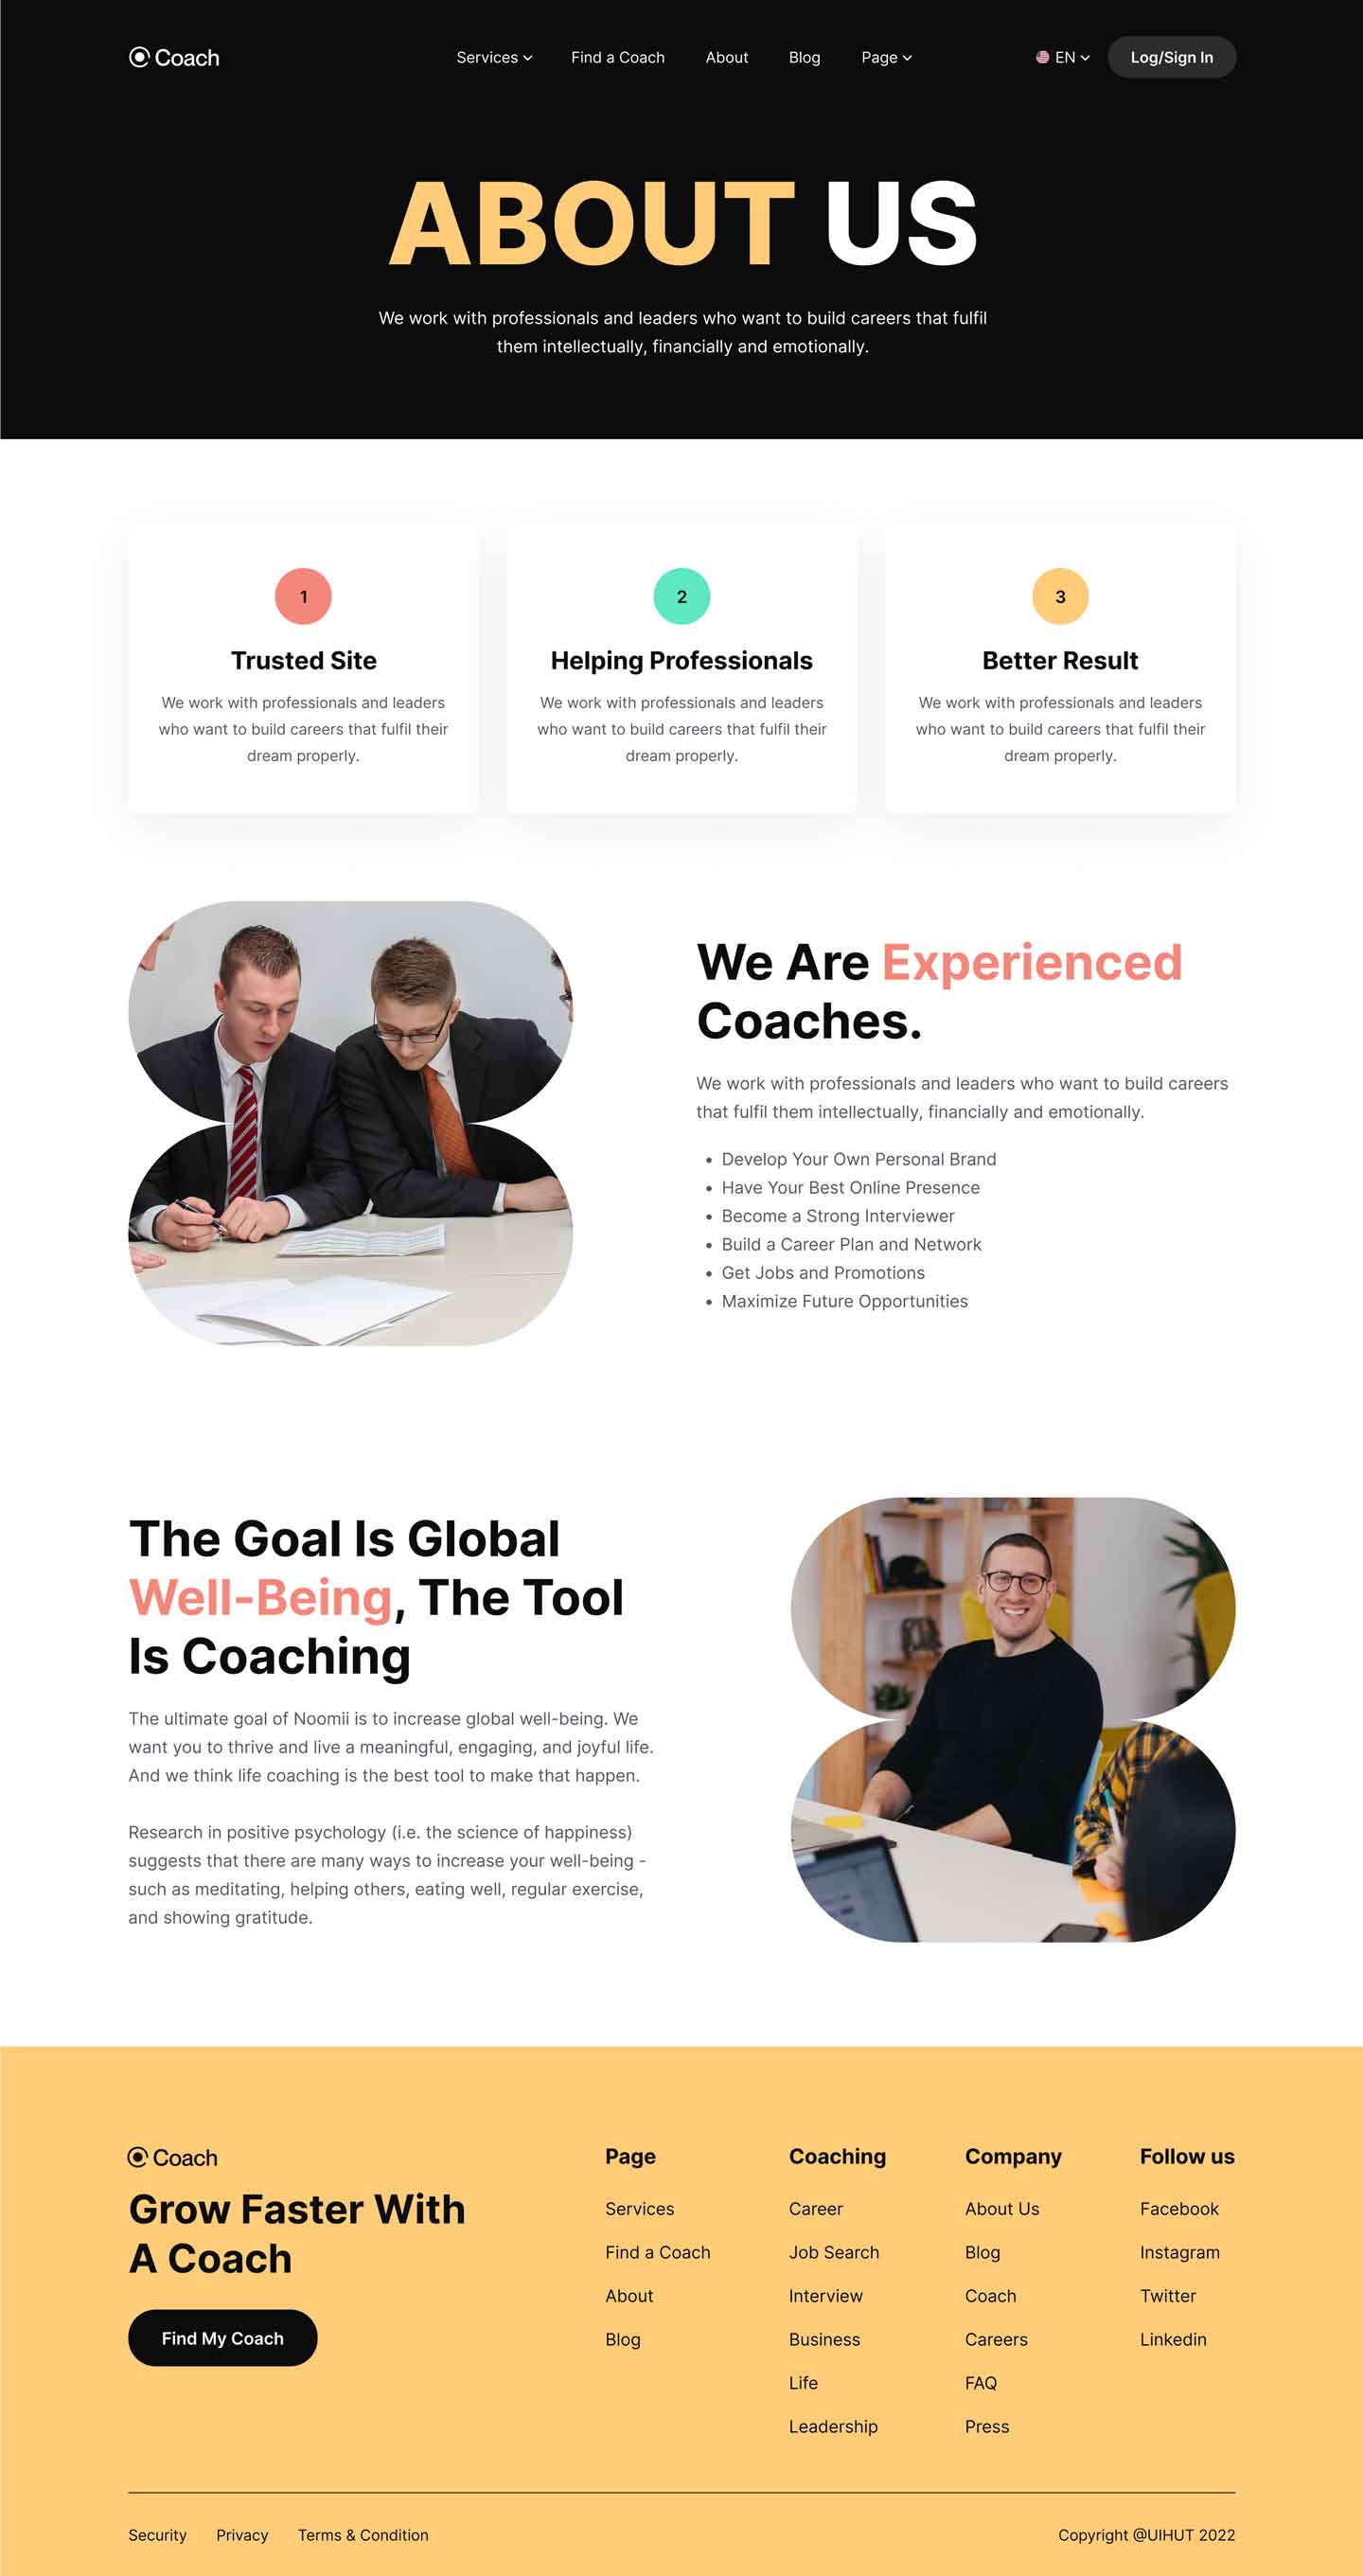 Coach
Services
Find a Coach
About
Blog
Page
EN
Log/Sign In
ABOUT US
We work with professionals and leaders who want to build careers that fulfil
them intellectually, financially and emotionally.
1
Trusted Site
We work with professionals and leaders
who want to build careers that fulfil their
dream properly.
2
Helping Professionals
We work with professionals and leaders
who want to build careers that fulfil their
dream properly.
3
Better Result
We work with professionals and leaders
who want to build careers that fulfil their
dream properly.
We Are Experienced
Coaches.
We work with professionals and leaders who want to build careers
that fulfil them intellectually, financially and emotionally.
• Develop Your Own Personal Brand
• Have Your Best Online Presence
• Become a Strong Interviewer
• Build a Career Plan and Network
• Get Jobs and Promotions
• Maximize Future Opportunities
The Goal Is Global
Well-Being, The Tool
Is Coaching
The ultimate goal of Noomii is to increase global well-being. We
want you to thrive and live a meaningful, engaging, and joyful life.
And we think life coaching is the best tool to make that happen.
Research in positive psychology (i.e. the science of happiness)
suggests that there are many ways to increase your well-being -
such as meditating, helping others, eating well, regular exercise,
and showing gratitude.
Coach
Grow Faster With
A Coach
Find My Coach
Page
Services
Find a Coach
About
Blog
Coaching
Career
Job Search
Interview
Business
Life
Leadership
Company
About Us
Blog
Coach
Careers
FAQ
Press
Follow us
Facebook
Instagram
Twitter
Linkedin
Security
Privacy
Terms & Condition
Copyright @UIHUT 2022